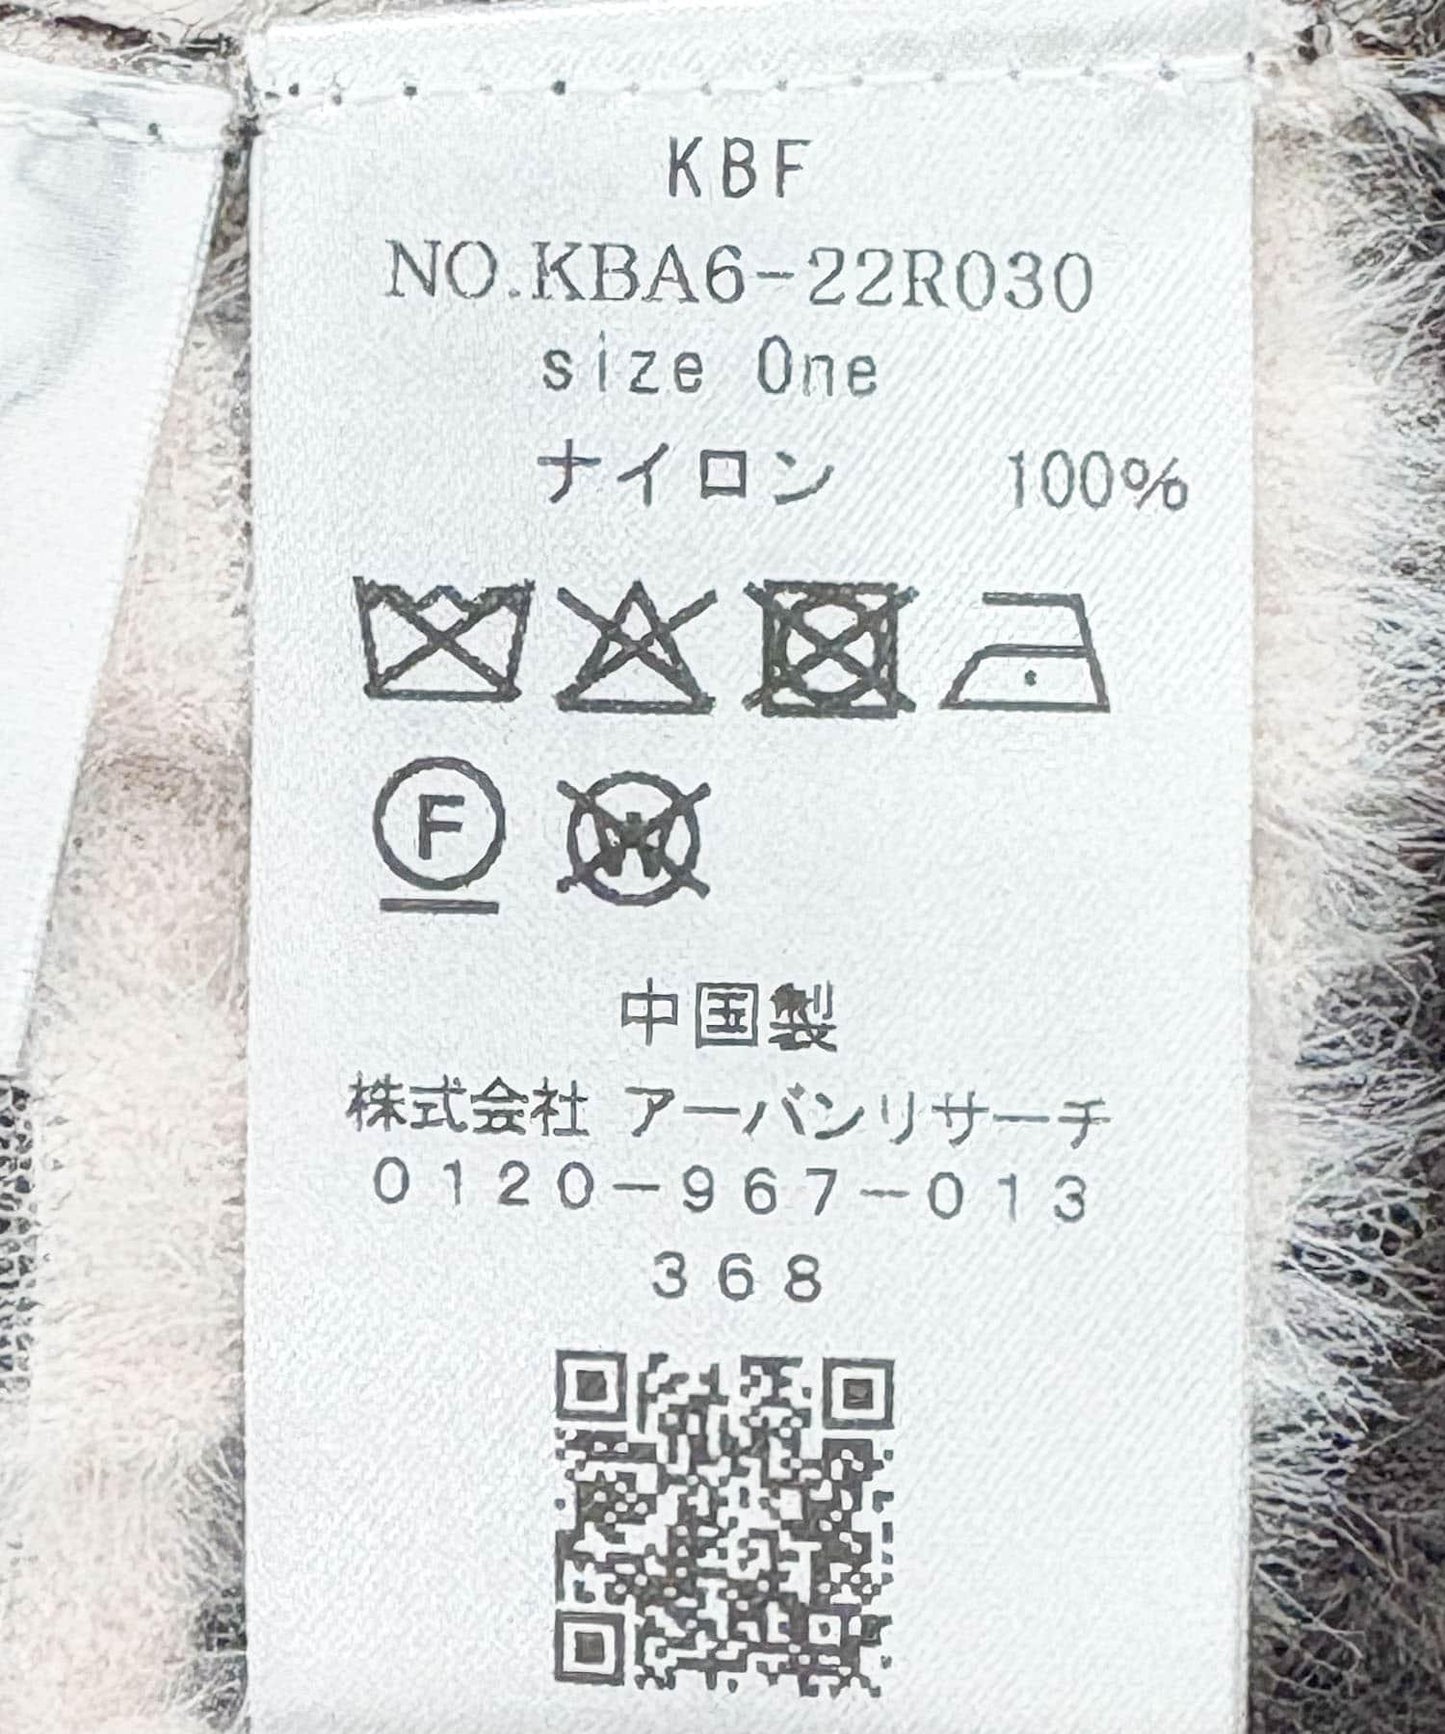 KBF
NO.KBA6-22R030
size One
ナイロン 100%
F
W
中国製
株式会社 アーバンリサーチ
0120-967-013
368